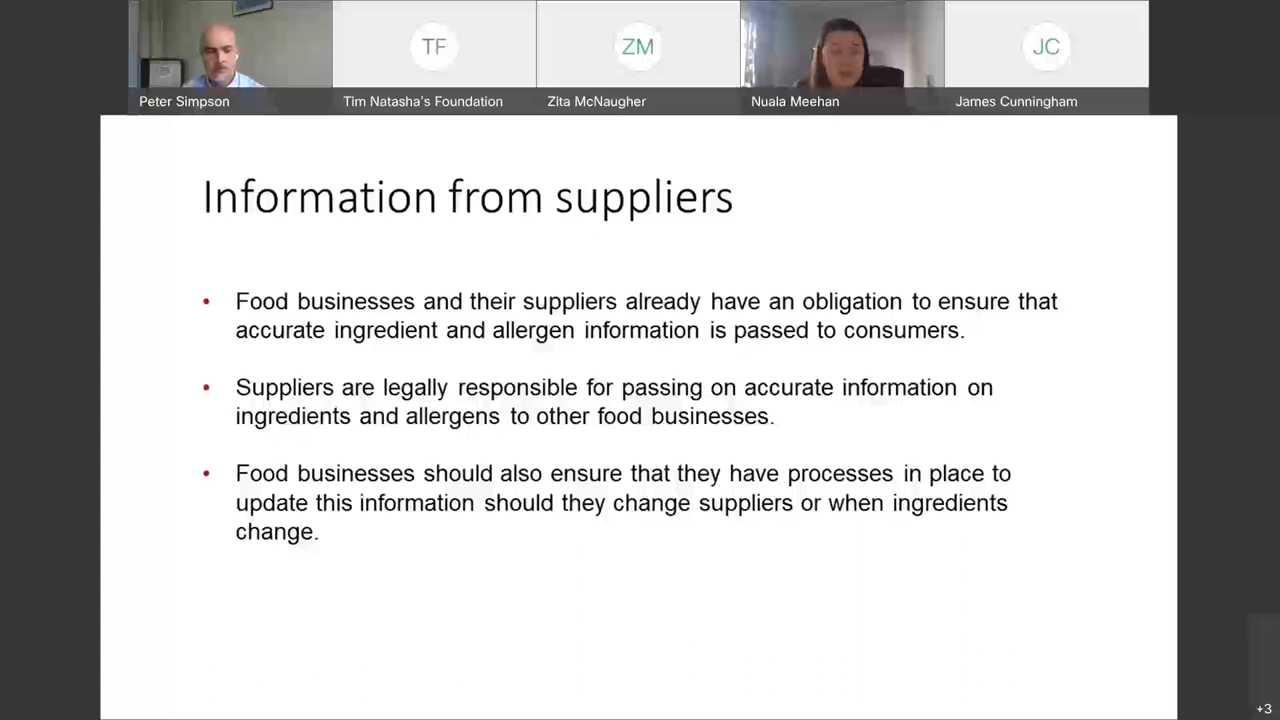 TF
ZM
JC
Peter Simpson
Tim Natasha's Foundation
Zita McNaugher
Nuala Meehan
James Cunningham
Information from suppliers
• Food businesses and their suppliers already have an obligation to ensure that
accurate ingredient and allergen information is passed to consumers.
• Suppliers are legally responsible for passing on accurate information on
ingredients and allergens to other food businesses.
• Food businesses should also ensure that they have processes in place to
update this information should they change suppliers or when ingredients
change.
+3